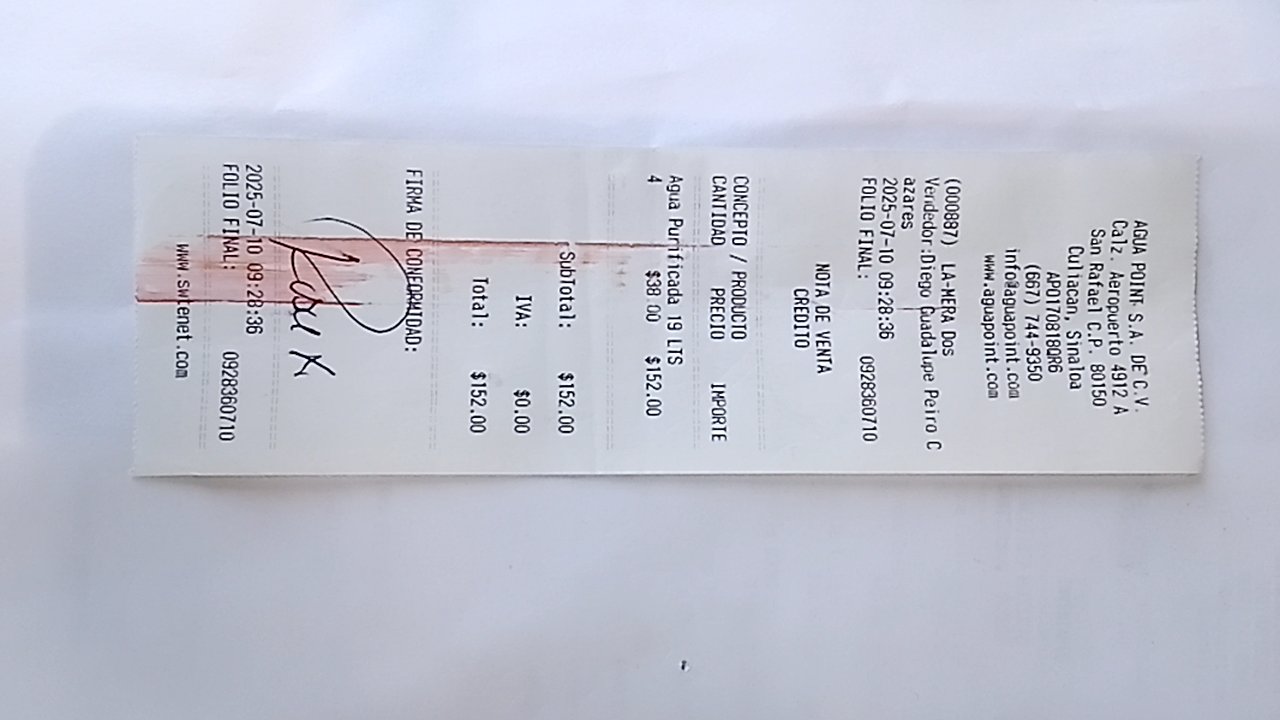 AGUA POINT S.A. DE C.V.
Calz. Aeropuerto 4912 A
San Rafael C.P. 80150
Culiacan, Sinaloa
APO170818QR6
(667) 744-9350
info@aguapoint.com
www.aguapoint.com
(000887) LA-MERA Dos
Vendedor:Diego Guadalupe Peiro C
azares
2025-07-10 09:28:36
FOLIO FINAL: 0928360710
NOTA DE VENTA
CREDITO
CONCEPTO / PRODUCTO
CANTIDAD PRECIO IMPORTE
Agua Purificada 19 LTS
4 $38.00 $152.00
SubTotal: $152.00
IVA: $0.00
Total: $152.00
FIRMA DE CONFORMIDAD:
2025-07-10 09:28:36
FOLIO FINAL: 0928360710
www.SWEenet.com